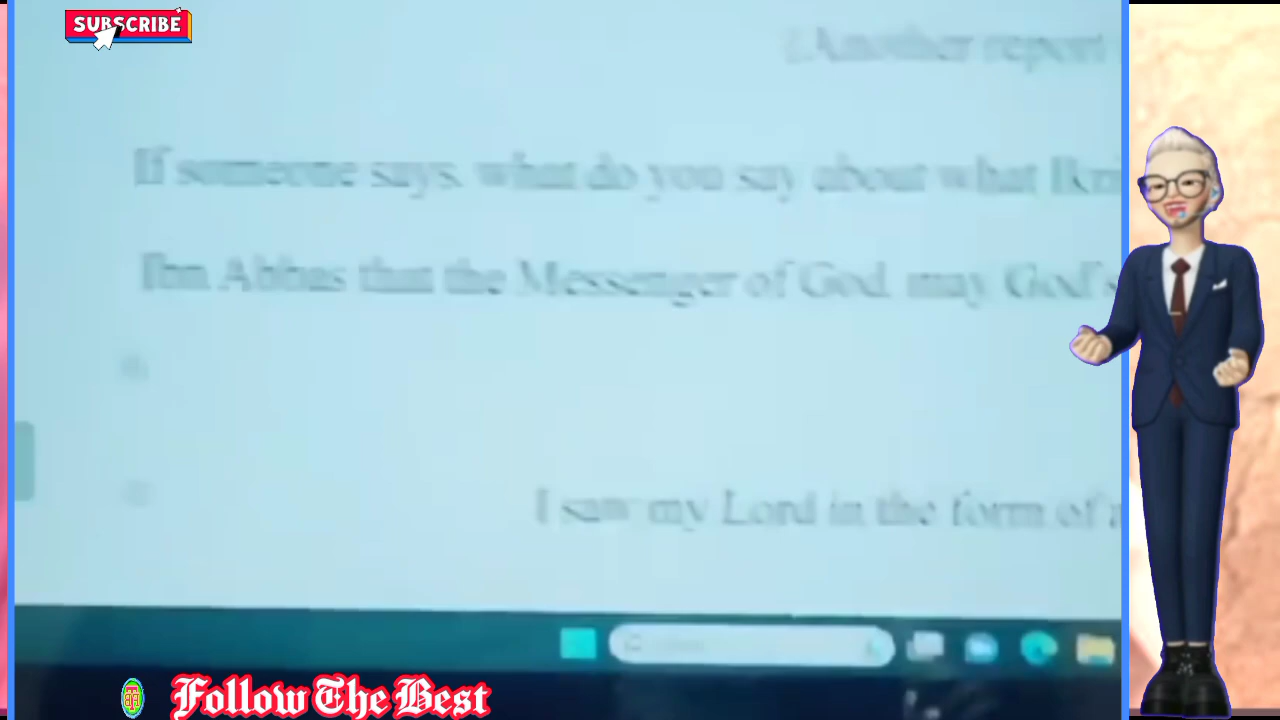 SUBSCRIBE
Another report
If someone says, what do you say about what
Ibn Abbas that the Messenger of God, may God's
I saw my Lord in the form of a
Follow The Best